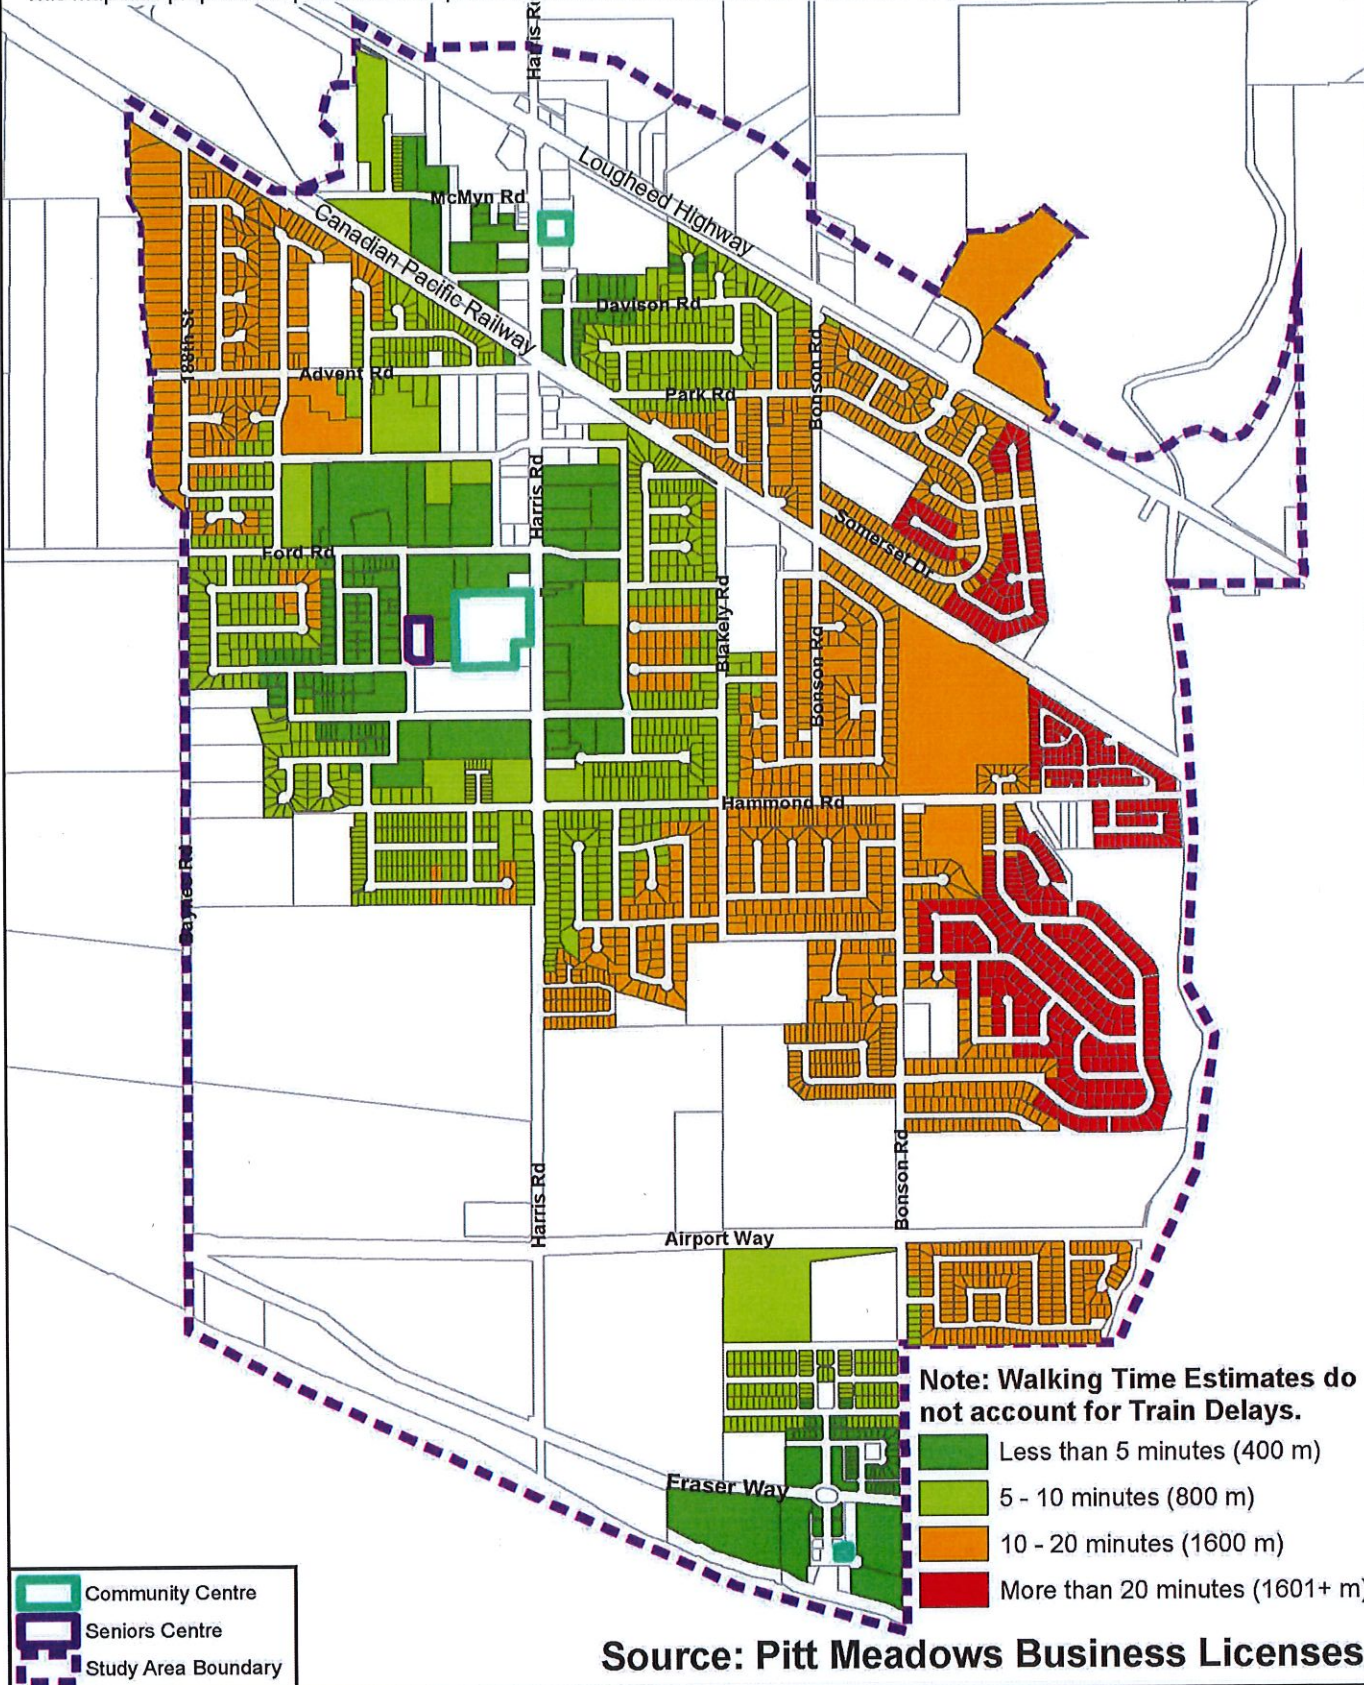 Harris Rd
Lougheed Highway
McMyn Rd
Canadian Pacific Railway
Davison Rd
188th St
Bonson Rd
Advent Rd
Park Rd
Harris Rd
Somerset Dr
Ford Rd
Blakely Rd
Bonson Rd
Hammond Rd
Baynes Rd
Bonson Rd
Harris Rd
Airport Way
Fraser Way
Note: Walking Time Estimates do
not account for Train Delays.
Less than 5 minutes (400 m)
5 - 10 minutes (800 m)
10 - 20 minutes (1600 m)
More than 20 minutes (1601+ m)
Community Centre
Seniors Centre
Study Area Boundary
Source: Pitt Meadows Business Licenses